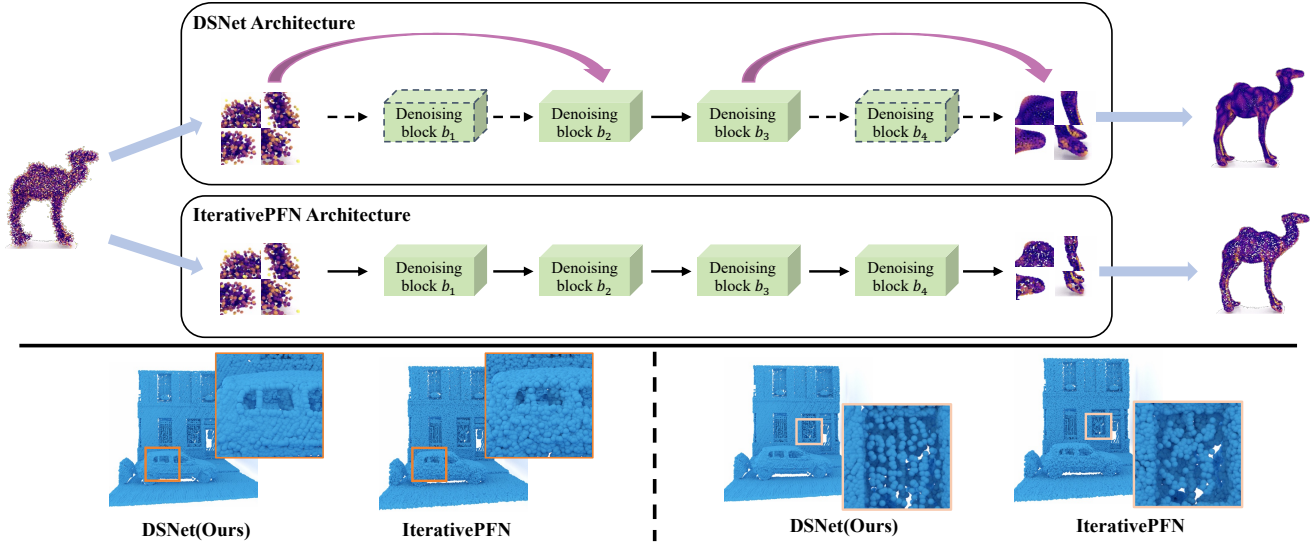 DSNet Architecture
Denoising
block b₁
Denoising
block b₂
Denoising
block b₃
Denoising
block b₄
IterativePFN Architecture
Denoising
block b₁
Denoising
block b₂
Denoising
block b₃
Denoising
block b₄
DSNet(Ours)
IterativePFN
DSNet(Ours)
IterativePFN